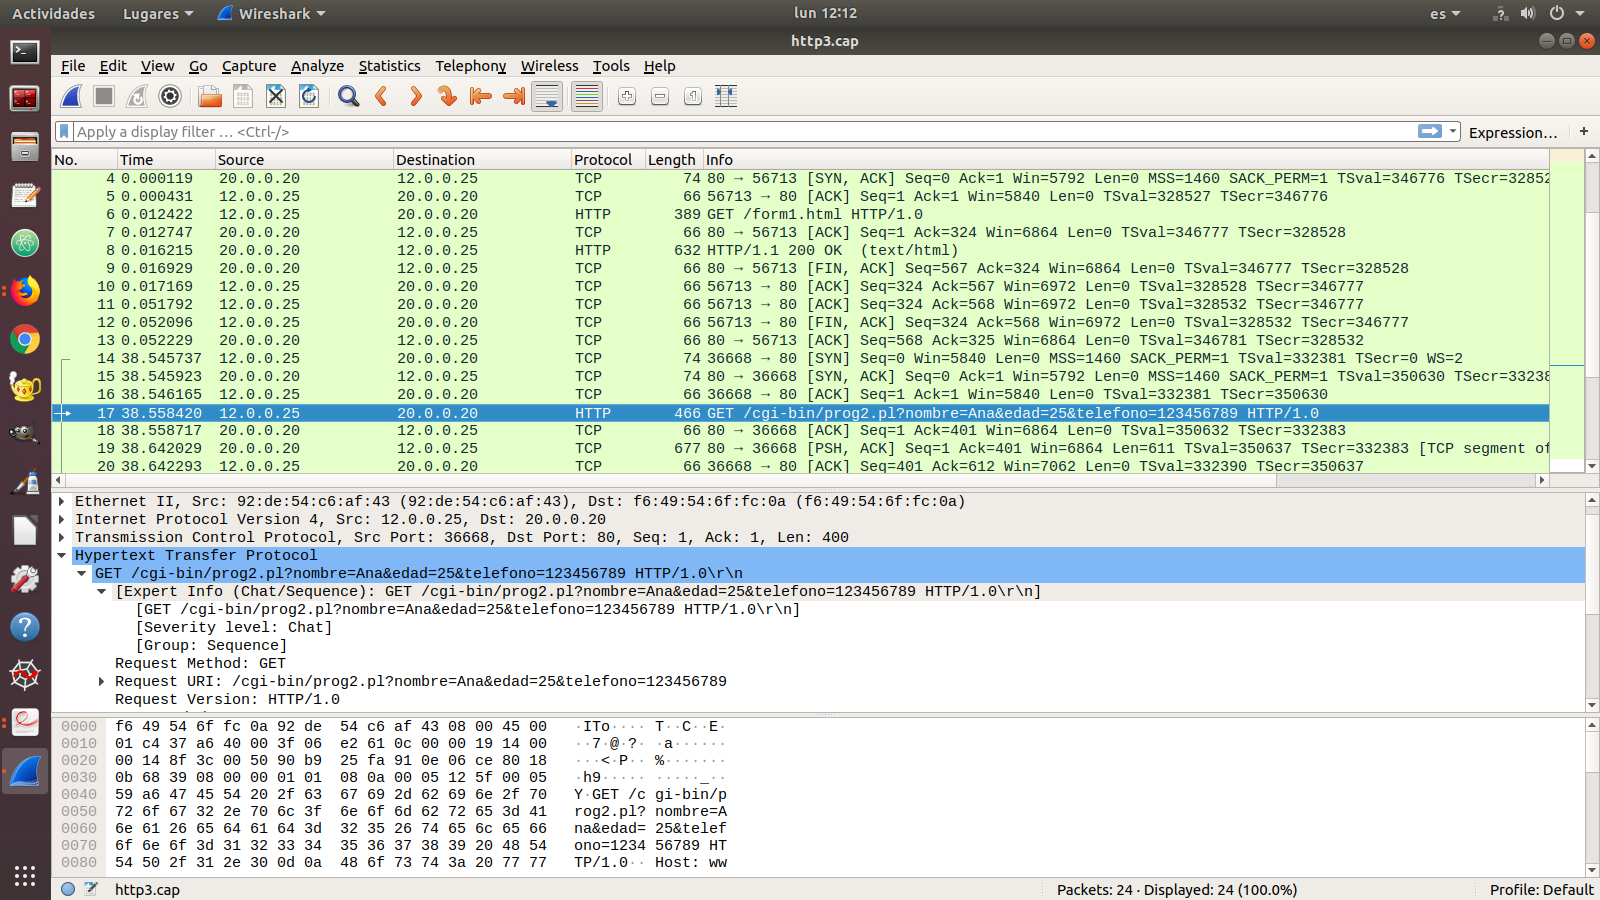 Actividades Lugares Wireshark lun 12:12 es
http3.cap
File Edit View Go Capture Analyze Statistics Telephony Wireless Tools Help
Apply a display filter … <Ctrl-/> Expression… +
No. Time Source Destination Protocol Length Info
4 0.000119 20.0.0.20 12.0.0.25 TCP 74 80 → 56713 [SYN, ACK] Seq=0 Ack=1 Win=5792 Len=0 MSS=1460 SACK_PERM=1 TSval=346776 TSecr=32852
5 0.000431 12.0.0.25 20.0.0.20 TCP 66 56713 → 80 [ACK] Seq=1 Ack=1 Win=5840 Len=0 TSval=328527 TSecr=346776
6 0.012422 12.0.0.25 20.0.0.20 HTTP 389 GET /form1.html HTTP/1.0
7 0.012747 20.0.0.20 12.0.0.25 TCP 66 80 → 56713 [ACK] Seq=1 Ack=324 Win=6864 Len=0 TSval=346777 TSecr=328528
8 0.016215 20.0.0.20 12.0.0.25 HTTP 632 HTTP/1.1 200 OK (text/html)
9 0.016929 20.0.0.20 12.0.0.25 TCP 66 80 → 56713 [FIN, ACK] Seq=567 Ack=324 Win=6864 Len=0 TSval=346777 TSecr=328528
10 0.017169 12.0.0.25 20.0.0.20 TCP 66 56713 → 80 [ACK] Seq=324 Ack=567 Win=6972 Len=0 TSval=328528 TSecr=346777
11 0.051792 12.0.0.25 20.0.0.20 TCP 66 56713 → 80 [ACK] Seq=324 Ack=568 Win=6972 Len=0 TSval=328532 TSecr=346777
12 0.052096 12.0.0.25 20.0.0.20 TCP 66 56713 → 80 [FIN, ACK] Seq=324 Ack=568 Win=6972 Len=0 TSval=328532 TSecr=346777
13 0.052229 20.0.0.20 12.0.0.25 TCP 66 80 → 56713 [ACK] Seq=568 Ack=325 Win=6864 Len=0 TSval=346781 TSecr=328532
14 38.545737 12.0.0.25 20.0.0.20 TCP 74 36668 → 80 [SYN] Seq=0 Win=5840 Len=0 MSS=1460 SACK_PERM=1 TSval=332381 TSecr=0 WS=2
15 38.545923 20.0.0.20 12.0.0.25 TCP 74 80 → 36668 [SYN, ACK] Seq=0 Ack=1 Win=5792 Len=0 MSS=1460 SACK_PERM=1 TSval=350630 TSecr=33238
16 38.546165 12.0.0.25 20.0.0.20 TCP 66 36668 → 80 [ACK] Seq=1 Ack=1 Win=5840 Len=0 TSval=332381 TSecr=350630
17 38.558420 12.0.0.25 20.0.0.20 HTTP 466 GET /cgi-bin/prog2.pl?nombre=Ana&edad=25&telefono=123456789 HTTP/1.0
18 38.558717 20.0.0.20 12.0.0.25 TCP 66 80 → 36668 [ACK] Seq=1 Ack=401 Win=6864 Len=0 TSval=350632 TSecr=332383
19 38.642029 20.0.0.20 12.0.0.25 TCP 677 80 → 36668 [PSH, ACK] Seq=1 Ack=401 Win=6864 Len=611 TSval=350637 TSecr=332383 [TCP segment of
20 38.642293 12.0.0.25 20.0.0.20 TCP 66 36668 → 80 [ACK] Seq=401 Ack=612 Win=7062 Len=0 TSval=332390 TSecr=350637
Ethernet II, Src: 92:de:54:c6:af:43 (92:de:54:c6:af:43), Dst: f6:49:54:6f:fc:0a (f6:49:54:6f:fc:0a)
Internet Protocol Version 4, Src: 12.0.0.25, Dst: 20.0.0.20
Transmission Control Protocol, Src Port: 36668, Dst Port: 80, Seq: 1, Ack: 1, Len: 400
Hypertext Transfer Protocol
GET /cgi-bin/prog2.pl?nombre=Ana&edad=25&telefono=123456789 HTTP/1.0\r\n
[Expert Info (Chat/Sequence): GET /cgi-bin/prog2.pl?nombre=Ana&edad=25&telefono=123456789 HTTP/1.0\r\n]
[GET /cgi-bin/prog2.pl?nombre=Ana&edad=25&telefono=123456789 HTTP/1.0\r\n]
[Severity level: Chat]
[Group: Sequence]
Request Method: GET
Request URI: /cgi-bin/prog2.pl?nombre=Ana&edad=25&telefono=123456789
Request Version: HTTP/1.0
0000 f6 49 54 6f fc 0a 92 de 54 c6 af 43 08 00 45 00 ·ITo···· T··C··E·
0010 01 c4 37 a6 40 00 3f 06 e2 61 0c 00 00 19 14 00 ··7·@·?· ·a······
0020 00 14 8f 3c 00 50 90 b9 25 fa 91 0e 06 ce 80 18 ···<·P·· %·······
0030 0b 68 39 08 00 00 01 01 08 0a 00 05 12 5f 00 05 ·h9····· ·····_··
0040 59 a6 47 45 54 20 2f 63 67 69 2d 62 69 6e 2f 70 Y·GET /c gi-bin/p
0050 72 6f 67 32 2e 70 6c 3f 6e 6f 6d 62 72 65 3d 41 rog2.pl? nombre=A
0060 6e 61 26 65 64 61 64 3d 32 35 26 74 65 6c 65 66 na&edad= 25&telef
0070 6f 6e 6f 3d 31 32 33 34 35 36 37 38 39 20 48 54 ono=1234 56789 HT
0080 54 50 2f 31 2e 30 0d 0a 48 6f 73 74 3a 20 77 77 TP/1.0·· Host: ww
http3.cap Packets: 24 · Displayed: 24 (100.0%) Profile: Default